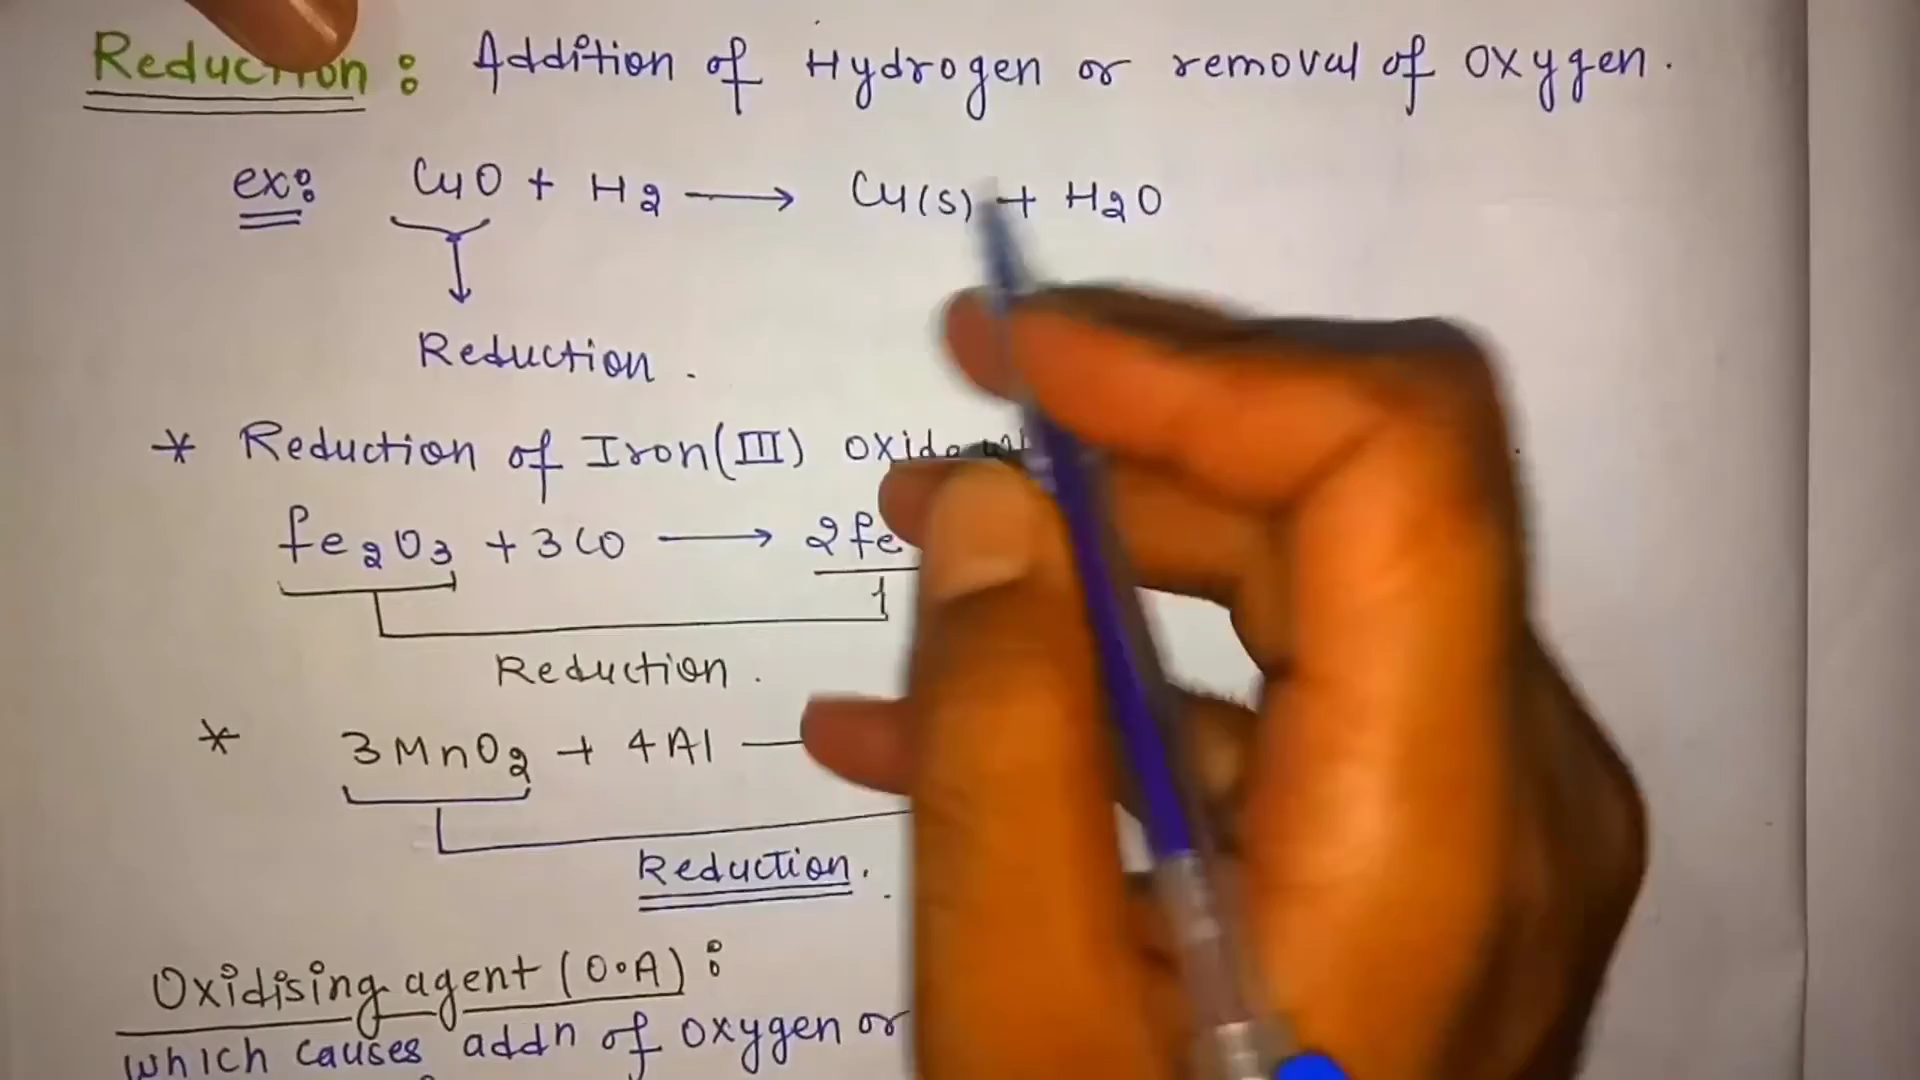 Reduction: Addition of Hydrogen or removal of oxygen.
ex: CuO + H2 ⟶ Cu(s) + H2O
Reduction.
* Reduction of Iron(III) oxide
fe2O3 + 3CO ⟶ 2fe
Reduction.
* 3MnO2 + 4Al
Reduction.
Oxidising agent (O.A):
which causes addn of oxygen or